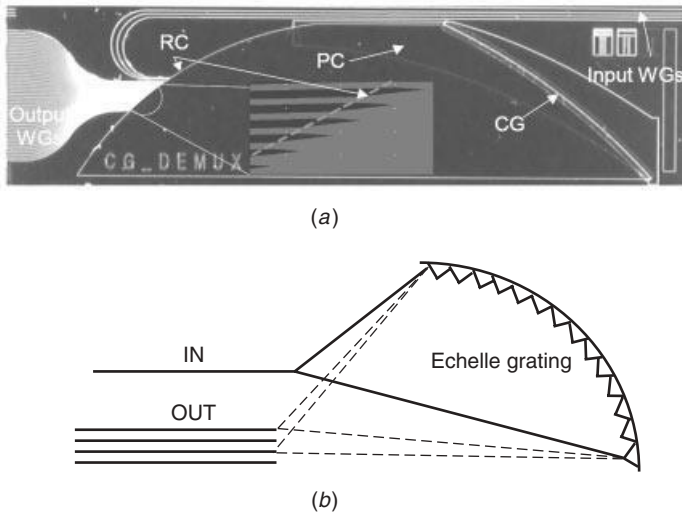 RC
PC
Input WGs
Output
WGs
CG
CG_DEMUX
(a)
IN
Echelle grating
OUT
(b)